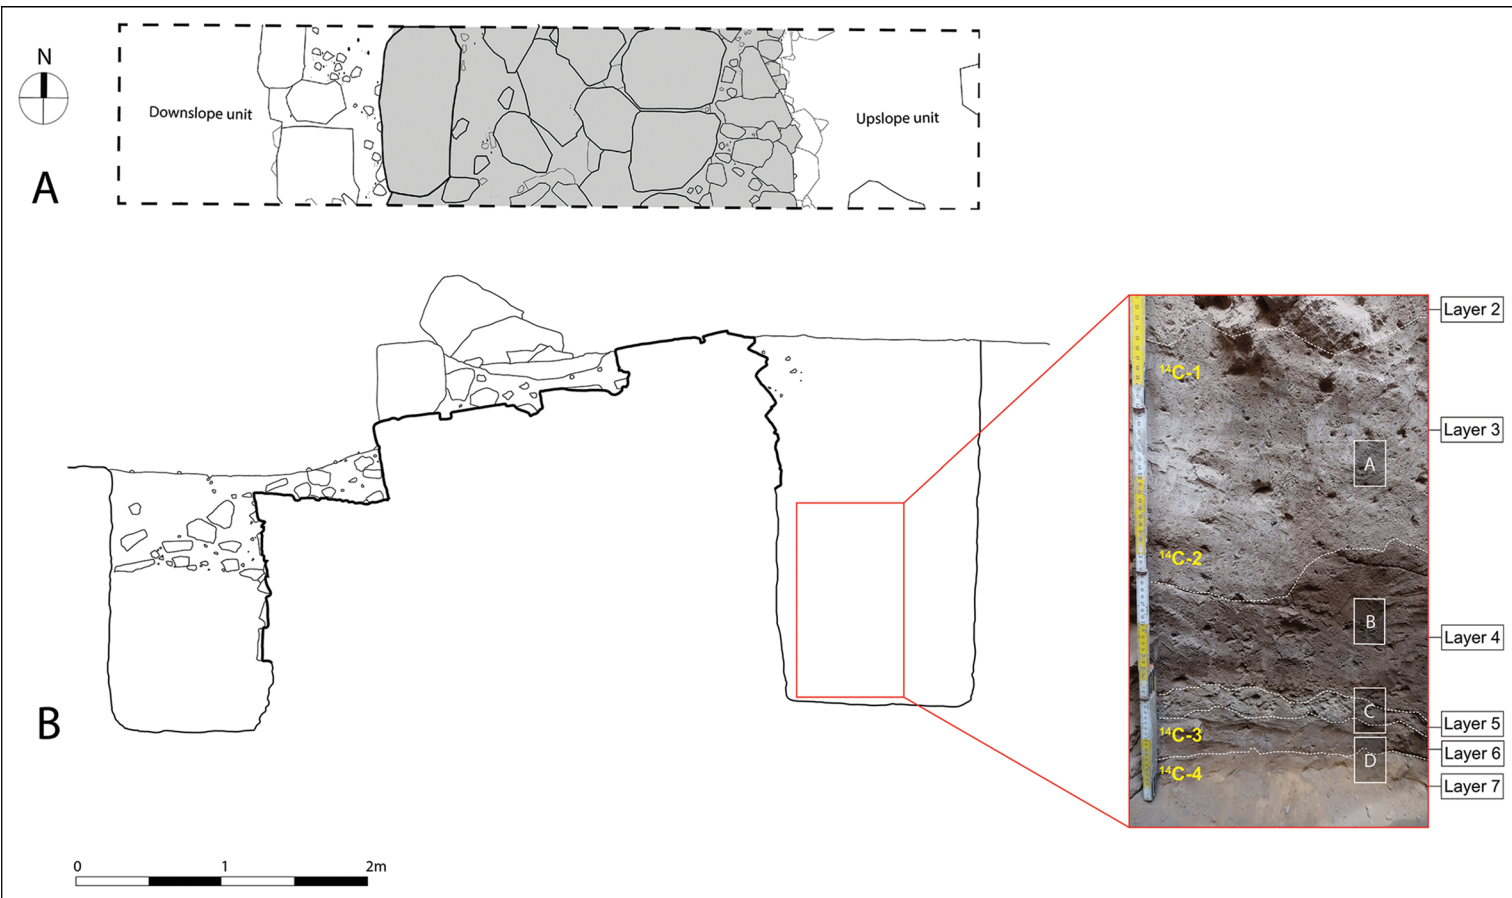 N
Downslope unit
Upslope unit
A
B
Layer 2
¹⁴C-1
Layer 3
A
¹⁴C-2
B
Layer 4
C
Layer 5
¹⁴C-3
Layer 6
D
¹⁴C-4
Layer 7
0 1 2m